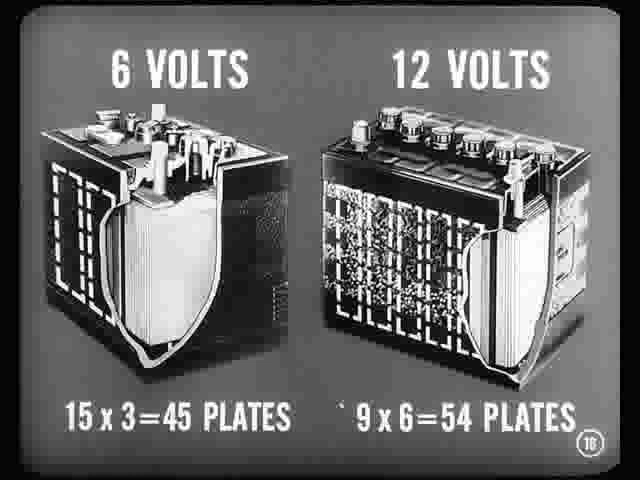 6 VOLTS
12 VOLTS
15 x 3=45 PLATES
9 x 6=54 PLATES